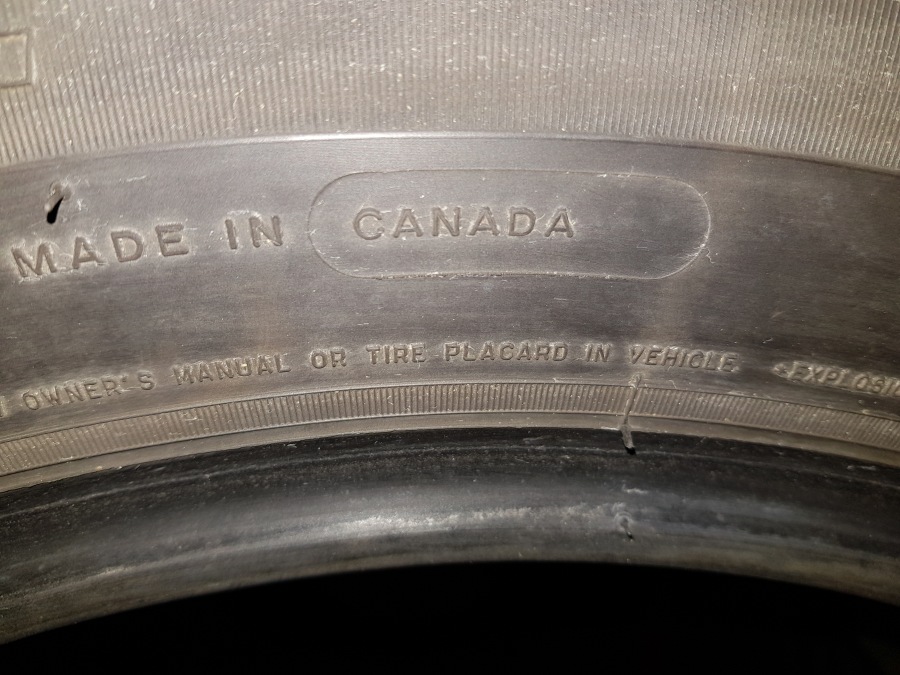 MADE IN CANADA
OWNER'S MANUAL OR TIRE PLACARD IN VEHICLE